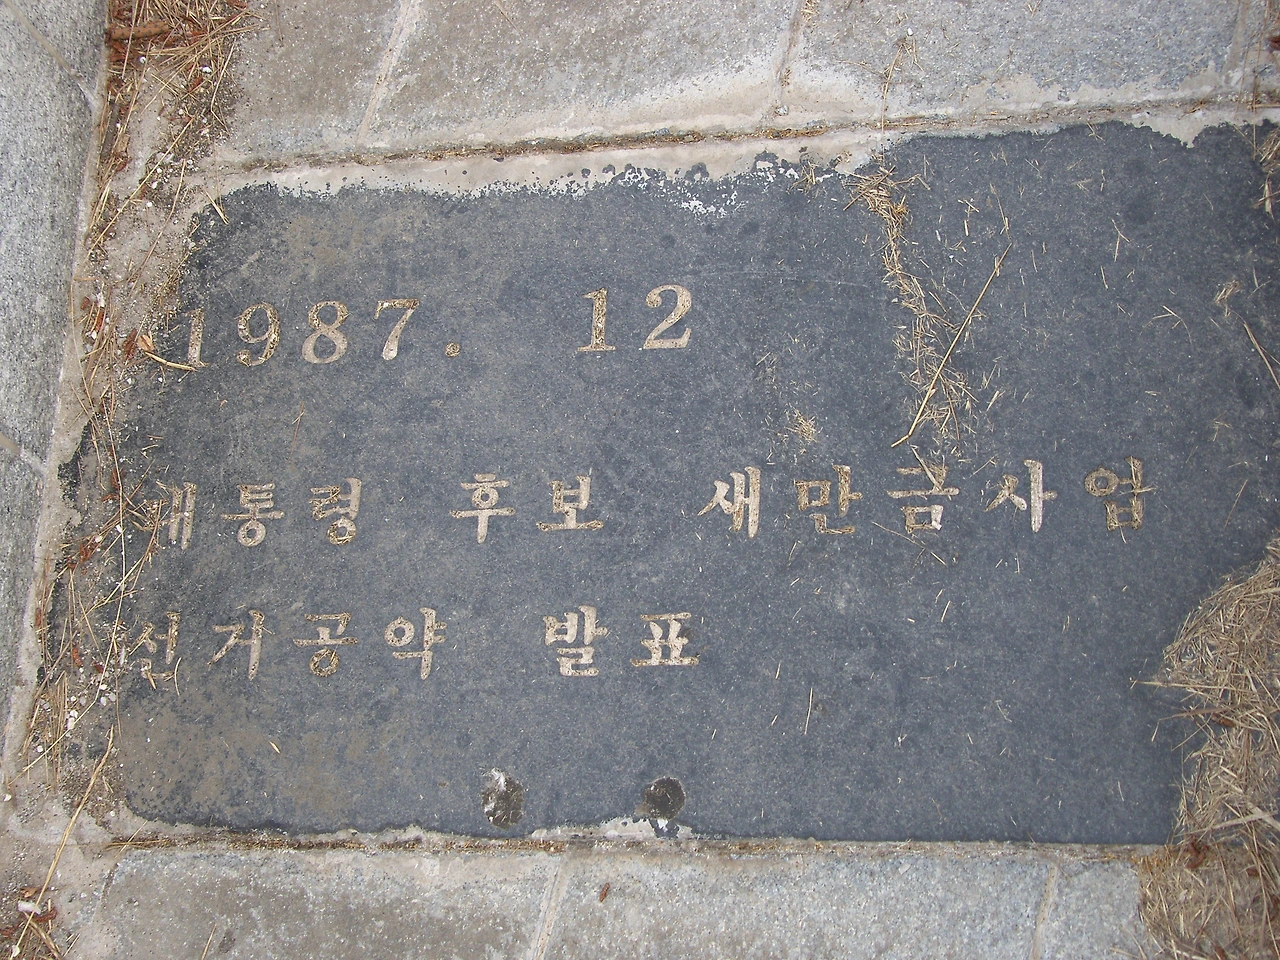 1987. 12
대통령 후보 새만금사업
선거공약 발표